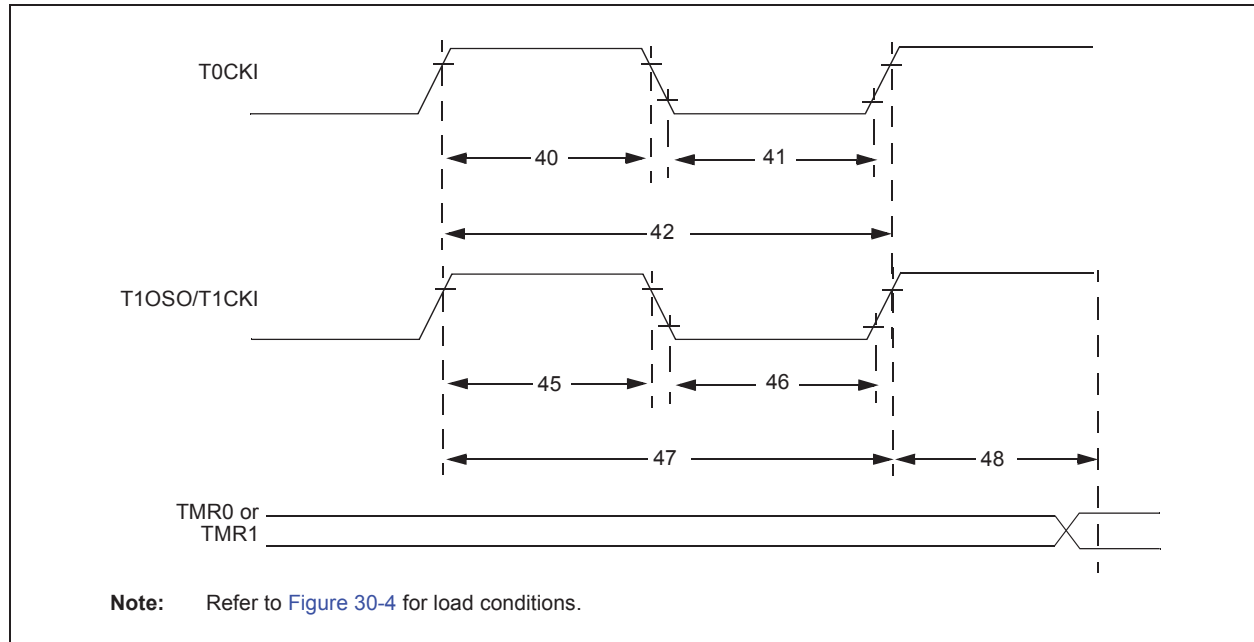 T0CKI
40
41
42
T1OSO/T1CKI
45
46
47
48
TMR0 or
TMR1
Note: Refer to Figure 30-4 for load conditions.